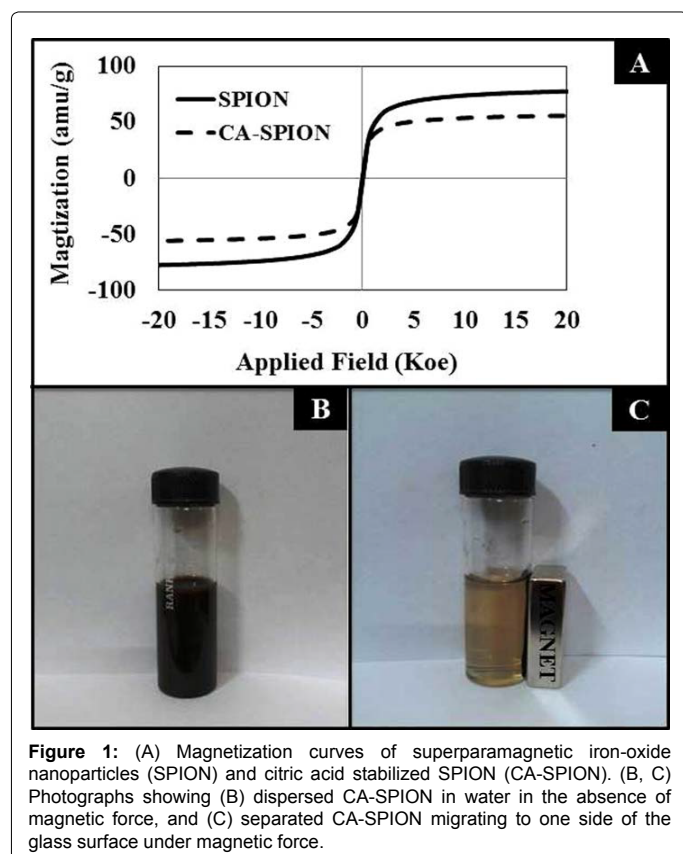 A
Magtization (amu/g)
100
50
0
-50
-100
SPION
CA-SPION
-20 -15 -10 -5 0 5 10 15 20
Applied Field (Koe)
B
C
MAGNET
Figure 1: (A) Magnetization curves of superparamagnetic iron-oxide
nanoparticles (SPION) and citric acid stabilized SPION (CA-SPION). (B, C)
Photographs showing (B) dispersed CA-SPION in water in the absence of
magnetic force, and (C) separated CA-SPION migrating to one side of the
glass surface under magnetic force.